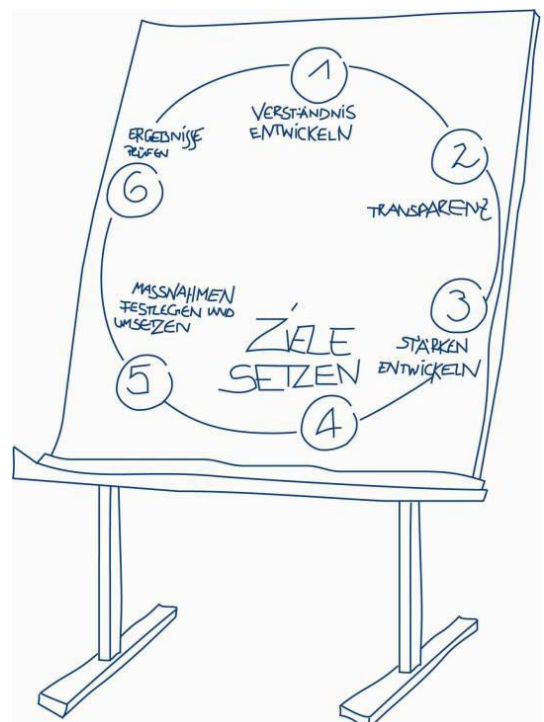 1
VERSTÄNDNIS
ENTWICKELN
2
TRANSPARENZ
3
STÄRKEN
ENTWICKELN
4
ZIELE
SETZEN
5
MASSNAHMEN
FESTLEGEN UND
UMSETZEN
6
ERGEBNISSE
PRÜFEN